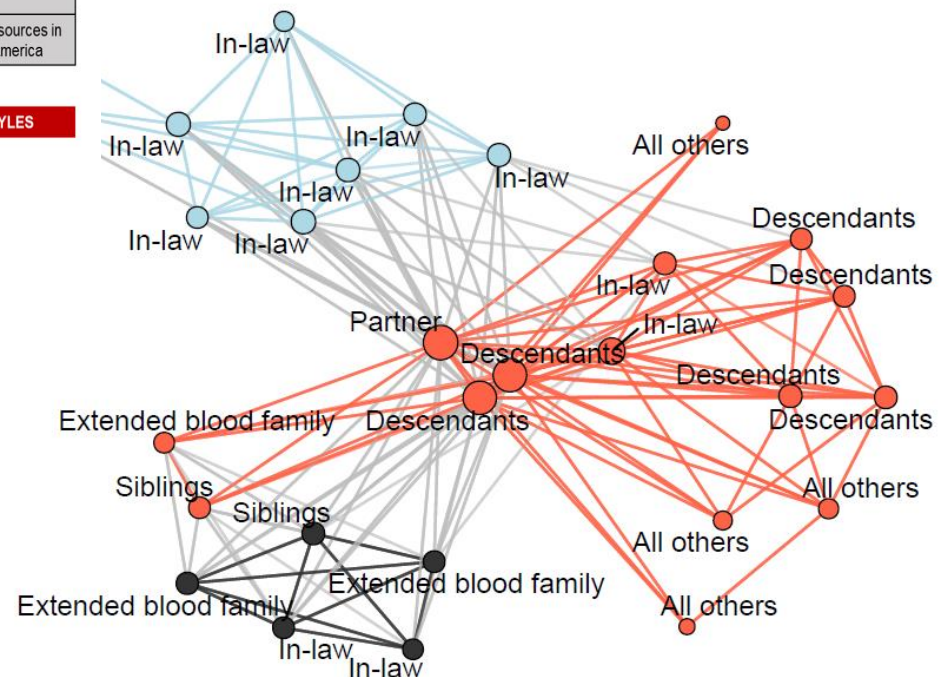 sources in
merica
YLES
In-law
In-law
In-law
In-law
In-law
In-law
In-law
All others
Descendants
Descendants
In-law
Partner
In-law
Descendants
Descendants
Descendants
Descendants
Extended blood family
Siblings
Siblings
All others
All others
Extended blood family
Extended blood family
All others
In-law
In-law